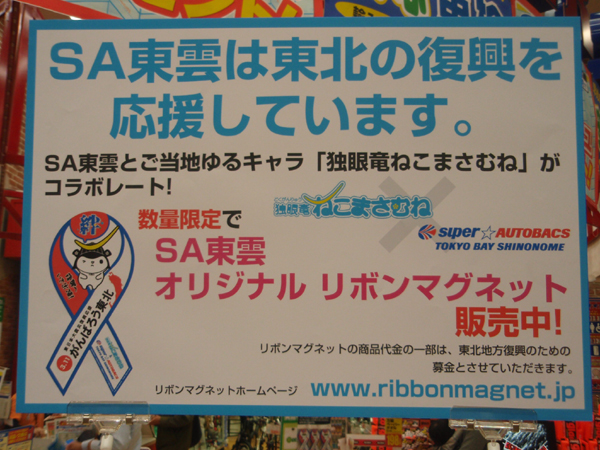 SA東雲は東北の復興を
応援しています。
SA東雲とご当地ゆるキャラ「独眼竜ねこまさむね」が
コラボレート!
独眼竜ねこまさむね
super☆AUTOBACS
TOKYO BAY SHINONOME
数量限定で
SA東雲
オリジナル リボンマグネット
販売中!
絆
がんばろう東北
3.11
リボンマグネットの商品代金の一部は、東北地方復興のための
募金とさせていただきます。
リボンマグネットホームページ www.ribbonmagnet.jp